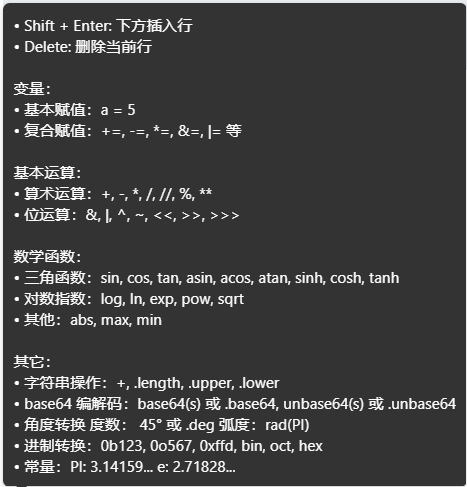 • Shift + Enter: 下方插入行
• Delete: 删除当前行
变量：
• 基本赋值：a = 5
• 复合赋值：+=, -=, *=, &=, |= 等
基本运算：
• 算术运算：+, -, *, /, //, %, **
• 位运算：&, |, ^, ~, <<, >>, >>>
数学函数：
• 三角函数：sin, cos, tan, asin, acos, atan, sinh, cosh, tanh
• 对数指数：log, ln, exp, pow, sqrt
• 其他：abs, max, min
其它：
• 字符串操作：+, .length, .upper, .lower
• base64 编解码：base64(s) 或 .base64, unbase64(s) 或 .unbase64
• 角度转换 度数： 45° 或 .deg 弧度：rad(PI)
• 进制转换：0b123, 0o567, 0xffd, bin, oct, hex
• 常量：PI: 3.14159... e: 2.71828...